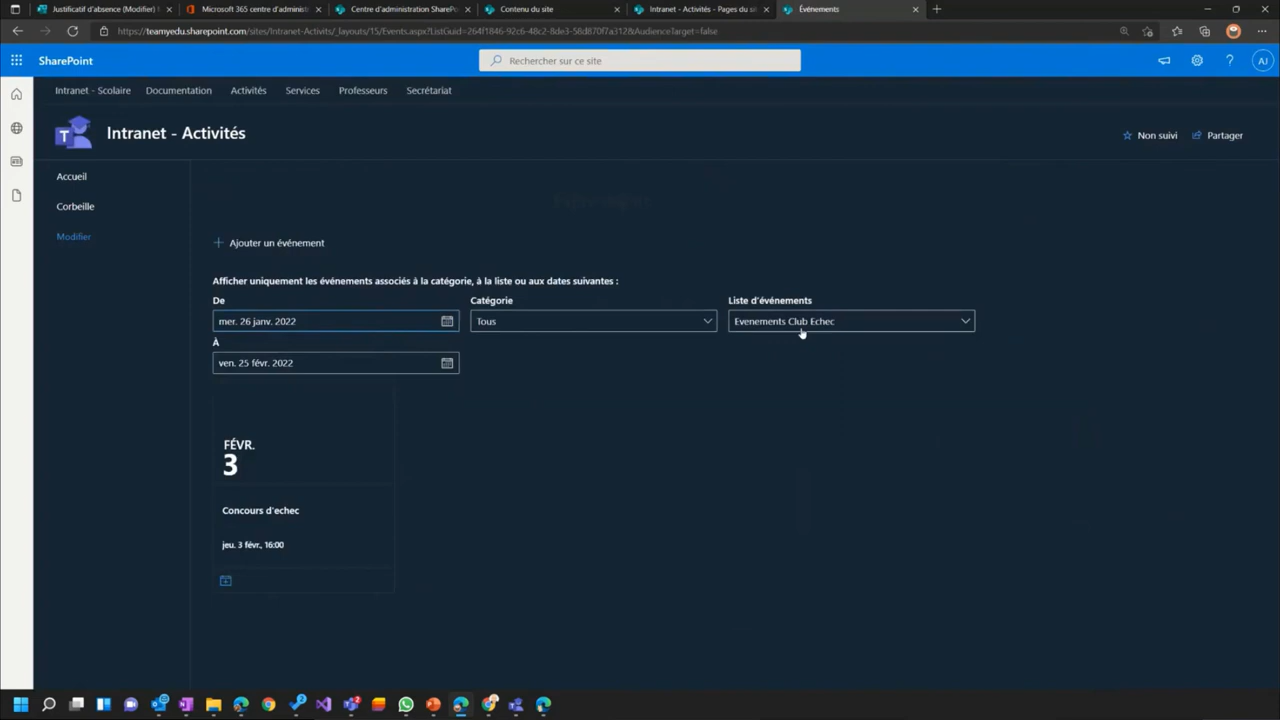 Justificatif d'absence (Modifier)
Microsoft 365 centre d'administ
Centre d'administration SharePo
Contenu du site
Intranet - Activités - Pages du si
Événements
https://teamyedu.sharepoint.com/sites/Intranet-Activits/_layouts/15/Events.aspx?ListGuid=264f1846-92c6-48c2-8de3-58d870f7a312&AudienceTarget=false
SharePoint
Rechercher sur ce site
AJ
Intranet - Scolaire
Documentation
Activités
Services
Professeurs
Secrétariat
T
Intranet - Activités
Non suivi
Partager
Accueil
Corbeille
Modifier
Ajouter un événement
Afficher uniquement les événements associés à la catégorie, à la liste ou aux dates suivantes :
De
Catégorie
Liste d'événements
mer. 26 janv. 2022
Tous
Evenements Club Echec
À
ven. 25 févr. 2022
FÉVR.
3
Concours d'echec
jeu. 3 févr., 16:00